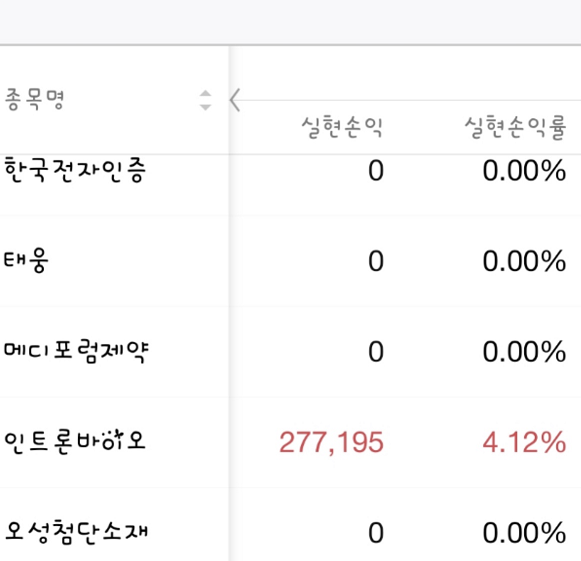 종목명
실현손익 실현손익률
한국전자인증 0 0.00%
태웅 0 0.00%
메디포럼제약 0 0.00%
인트론바이오 277,195 4.12%
오성첨단소재 0 0.00%